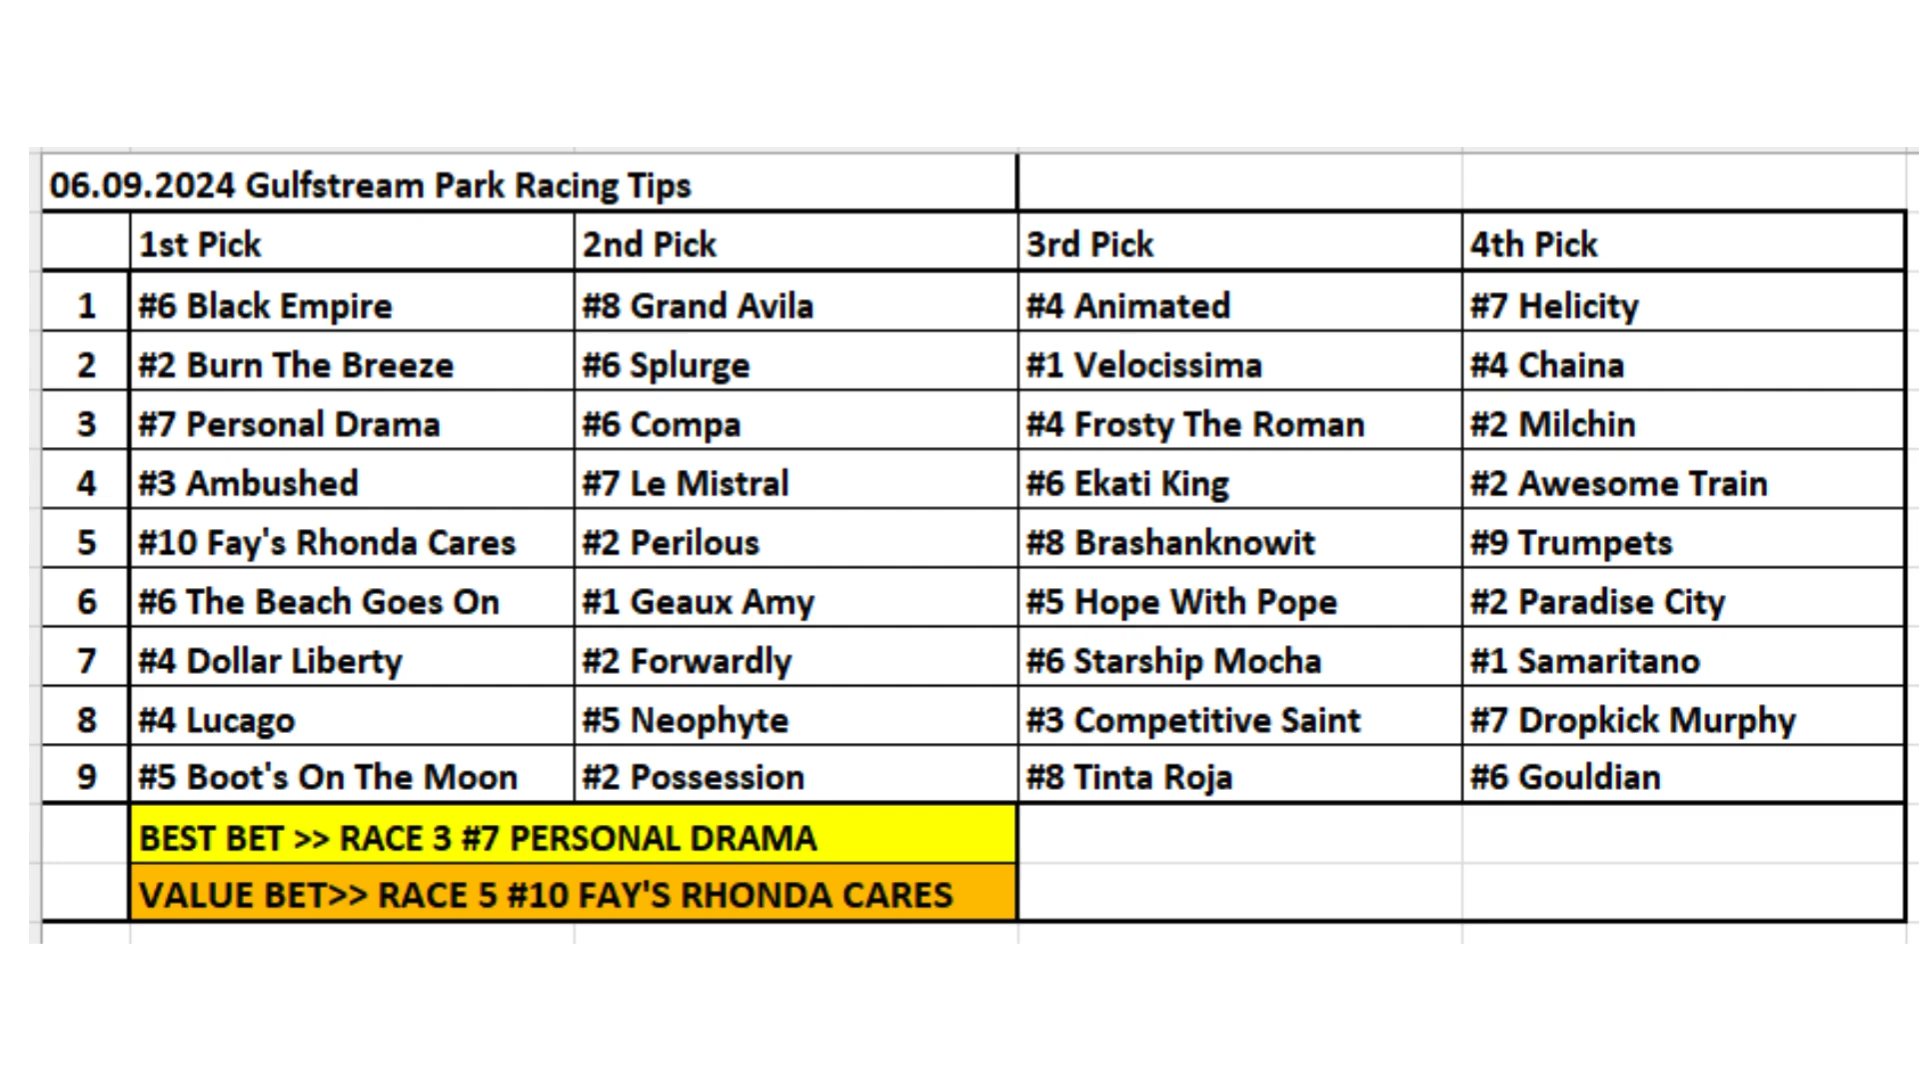 06.09.2024 Gulfstream Park Racing Tips
1st Pick 2nd Pick 3rd Pick 4th Pick
1 #6 Black Empire #8 Grand Avila #4 Animated #7 Helicity
2 #2 Burn The Breeze #6 Splurge #1 Velocissima #4 Chaina
3 #7 Personal Drama #6 Compa #4 Frosty The Roman #2 Milchin
4 #3 Ambushed #7 Le Mistral #6 Ekati King #2 Awesome Train
5 #10 Fay's Rhonda Cares #2 Perilous #8 Brashanknowit #9 Trumpets
6 #6 The Beach Goes On #1 Geaux Amy #5 Hope With Pope #2 Paradise City
7 #4 Dollar Liberty #2 Forwardly #6 Starship Mocha #1 Samaritano
8 #4 Lucago #5 Neophyte #3 Competitive Saint #7 Dropkick Murphy
9 #5 Boot's On The Moon #2 Possession #8 Tinta Roja #6 Gouldian
BEST BET >> RACE 3 #7 PERSONAL DRAMA
VALUE BET>> RACE 5 #10 FAY'S RHONDA CARES